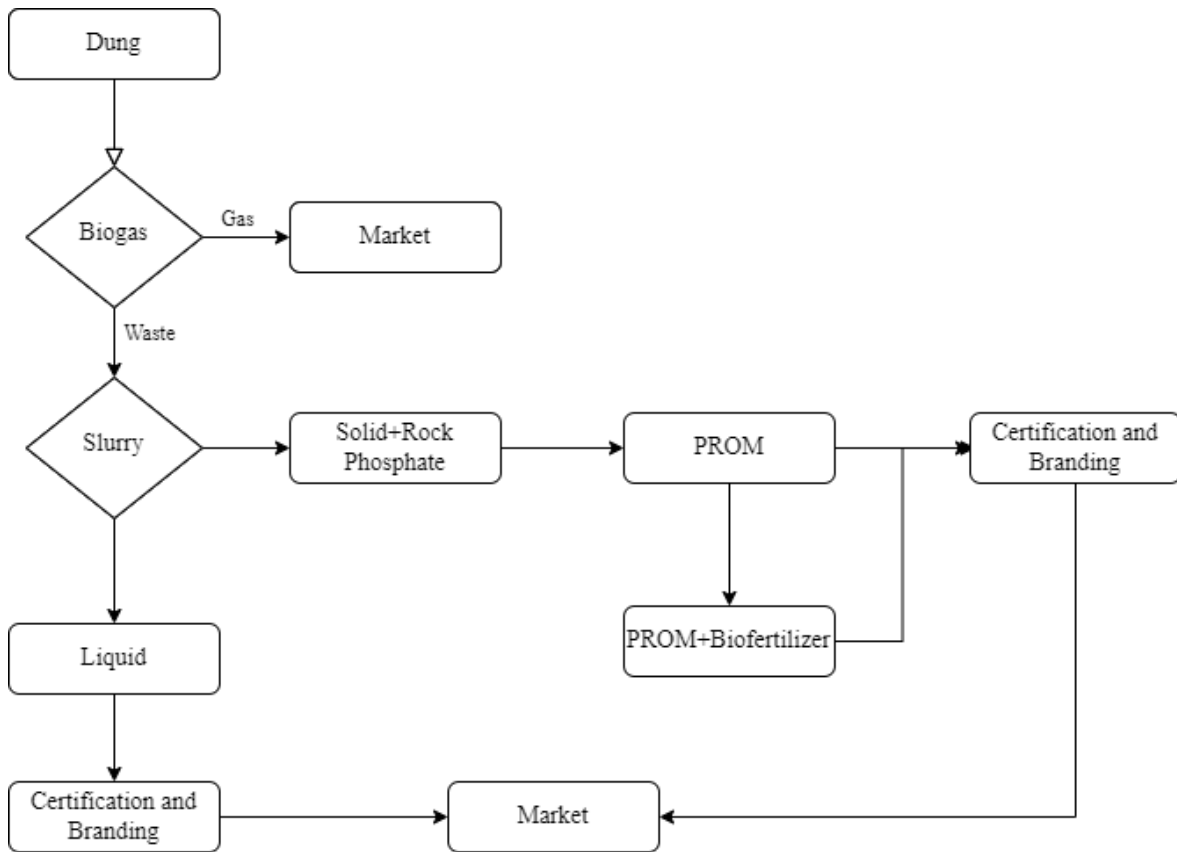 Dung
Biogas
Gas
Market
Waste
Slurry
Solid+Rock
Phosphate
PROM
Certification and
Branding
PROM+Biofertilizer
Liquid
Certification and
Branding
Market